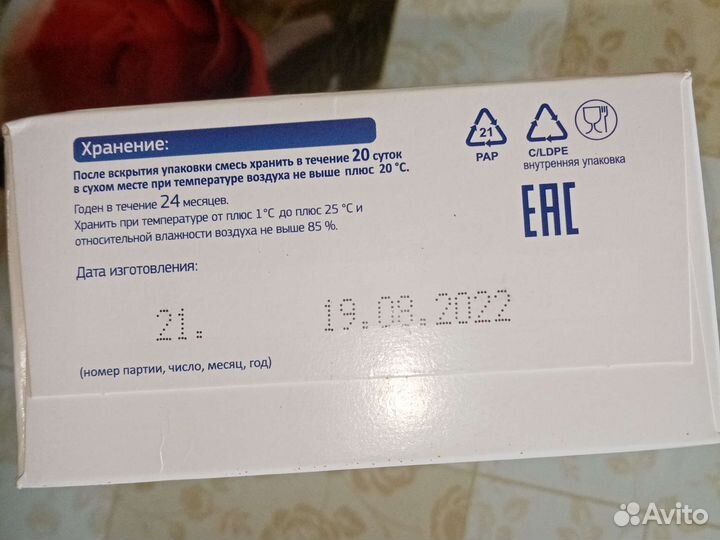 Хранение:
После вскрытия упаковки смесь хранить в течение 20 суток
в сухом месте при температуре воздуха не выше плюс 20 °С.
Годен в течение 24 месяцев.
Хранить при температуре от плюс 1°С до плюс 25 °С и
относительной влажности воздуха не выше 85 %.
Дата изготовления:
21. 19.08.2022
(номер партии, число, месяц, год)
21
PAP
C/LDPE
внутренняя упаковка
EAC
Avito